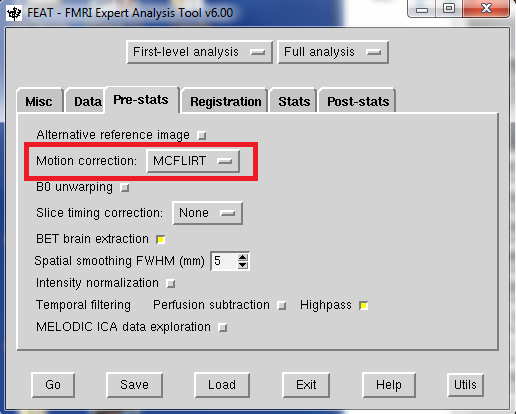 FEAT - FMRI Expert Analysis Tool v6.00
First-level analysis Full analysis
Misc Data Pre-stats Registration Stats Post-stats
Alternative reference image
Motion correction: MCFLIRT
B0 unwarping
Slice timing correction: None
BET brain extraction
Spatial smoothing FWHM (mm) 5
Intensity normalization
Temporal filtering Perfusion subtraction Highpass
MELODIC ICA data exploration
Go Save Load Exit Help Utils